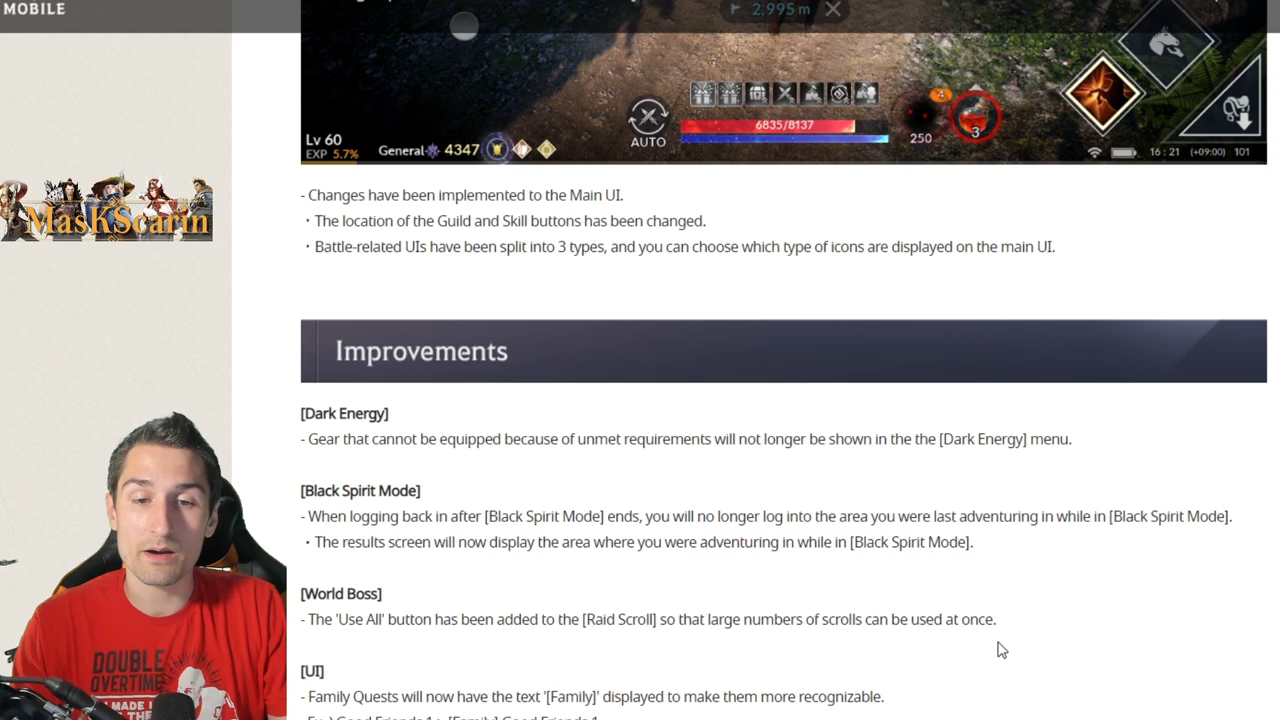 MOBILE
2,995 m
4
6835/8137
AUTO
250
3
Lv 60
EXP 5.7%
General 4347
16 : 21 (+09:00) 101
MasKScarin
- Changes have been implemented to the Main UI.
・The location of the Guild and Skill buttons has been changed.
・Battle-related UIs have been split into 3 types, and you can choose which type of icons are displayed on the main UI.
Improvements
[Dark Energy]
- Gear that cannot be equipped because of unmet requirements will not longer be shown in the the [Dark Energy] menu.
[Black Spirit Mode]
- When logging back in after [Black Spirit Mode] ends, you will no longer log into the area you were last adventuring in while in [Black Spirit Mode].
・The results screen will now display the area where you were adventuring in while in [Black Spirit Mode].
[World Boss]
- The 'Use All' button has been added to the [Raid Scroll] so that large numbers of scrolls can be used at once.
[UI]
- Family Quests will now have the text '[Family]' displayed to make them more recognizable.
DOUBLE
OVERTIME